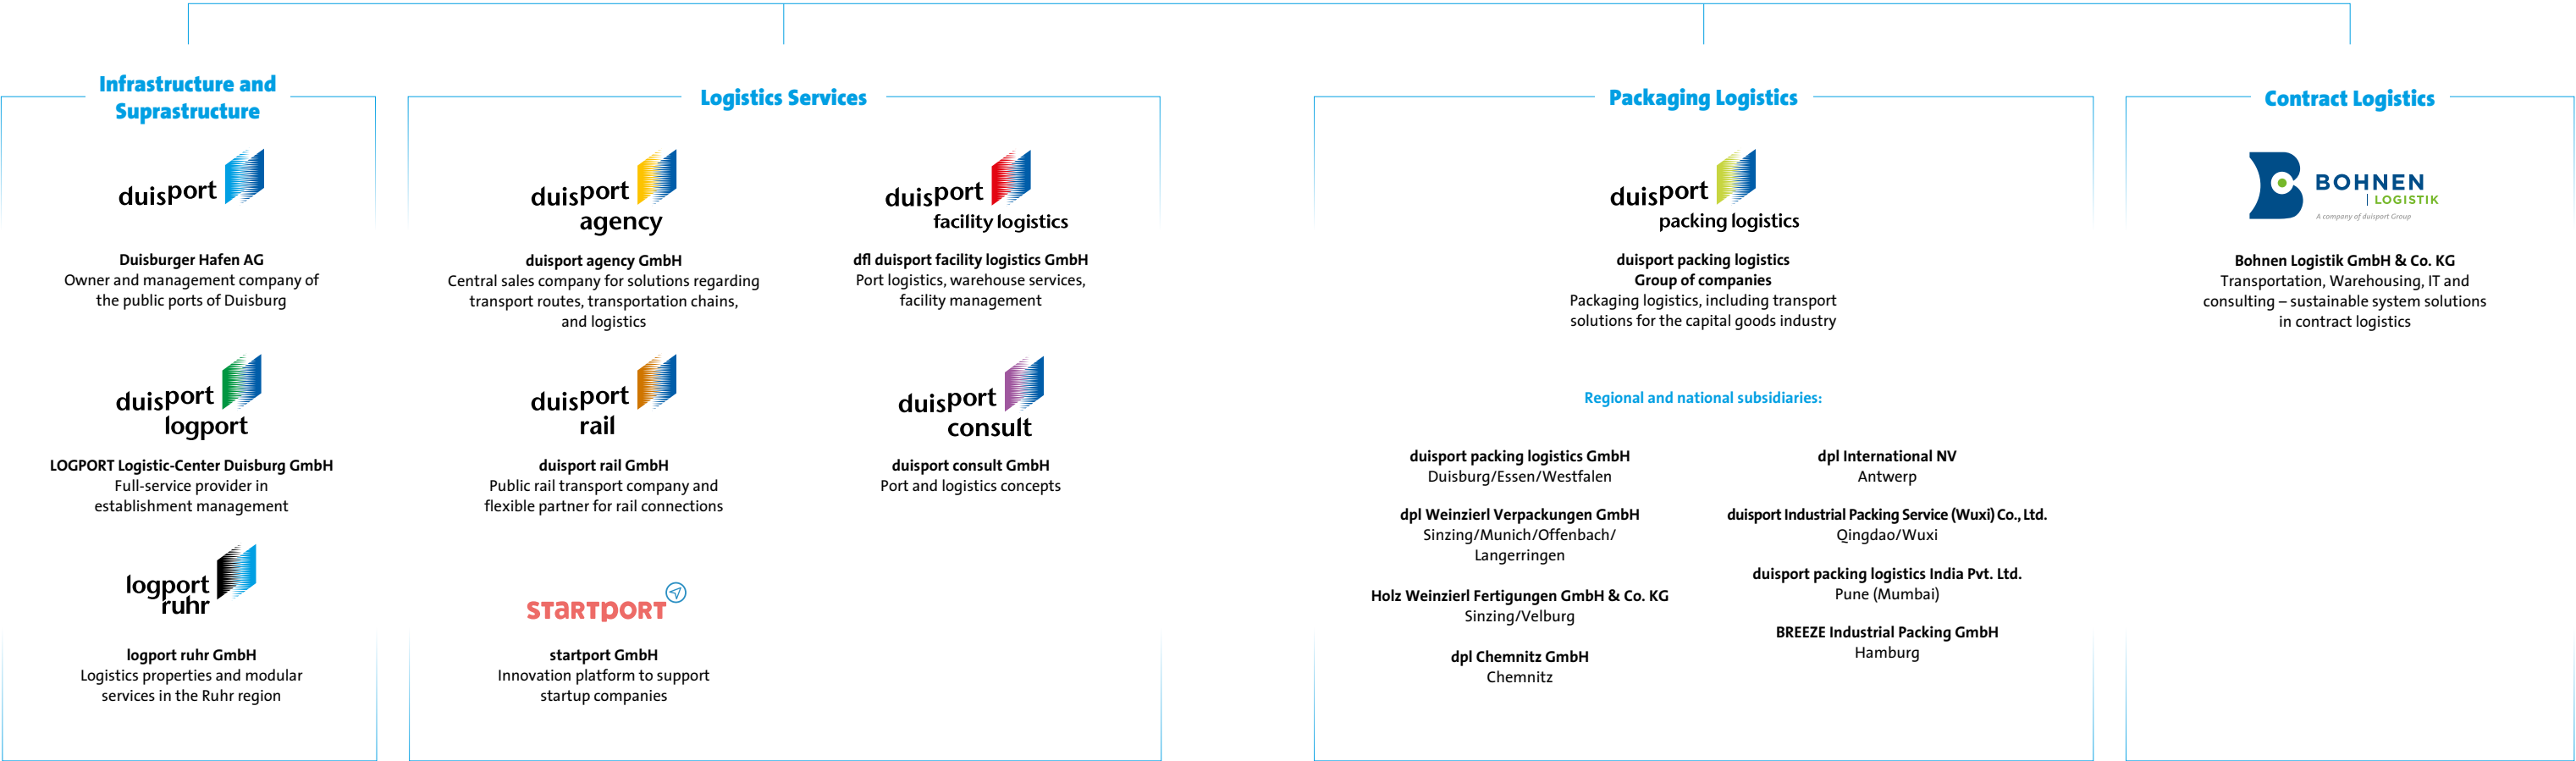 Infrastructure and
Suprastructure
duisport
Duisburger Hafen AG
Owner and management company of
the public ports of Duisburg
duisport
logport
LOGPORT Logistic-Center Duisburg GmbH
Full-service provider in
establishment management
logport
ruhr
logport ruhr GmbH
Logistics properties and modular
services in the Ruhr region
Logistics Services
duisport
agency
duisport agency GmbH
Central sales company for solutions regarding
transport routes, transportation chains,
and logistics
duisport
facility logistics
dfl duisport facility logistics GmbH
Port logistics, warehouse services,
facility management
duisport
rail
duisport rail GmbH
Public rail transport company and
flexible partner for rail connections
duisport
consult
duisport consult GmbH
Port and logistics concepts
startport
startport GmbH
Innovation platform to support
startup companies
Packaging Logistics
duisport
packing logistics
duisport packing logistics
Group of companies
Packaging logistics, including transport
solutions for the capital goods industry
Regional and national subsidiaries:
duisport packing logistics GmbH
Duisburg/Essen/Westfalen
dpl Weinzierl Verpackungen GmbH
Sinzing/Munich/Offenbach/
Langerringen
Holz Weinzierl Fertigungen GmbH & Co. KG
Sinzing/Velburg
dpl Chemnitz GmbH
Chemnitz
dpl International NV
Antwerp
duisport Industrial Packing Service (Wuxi) Co., Ltd.
Qingdao/Wuxi
duisport packing logistics India Pvt. Ltd.
Pune (Mumbai)
BREEZE Industrial Packing GmbH
Hamburg
Contract Logistics
BOHNEN
LOGISTIK
A company of duisport Group
Bohnen Logistik GmbH & Co. KG
Transportation, Warehousing, IT and
consulting – sustainable system solutions
in contract logistics